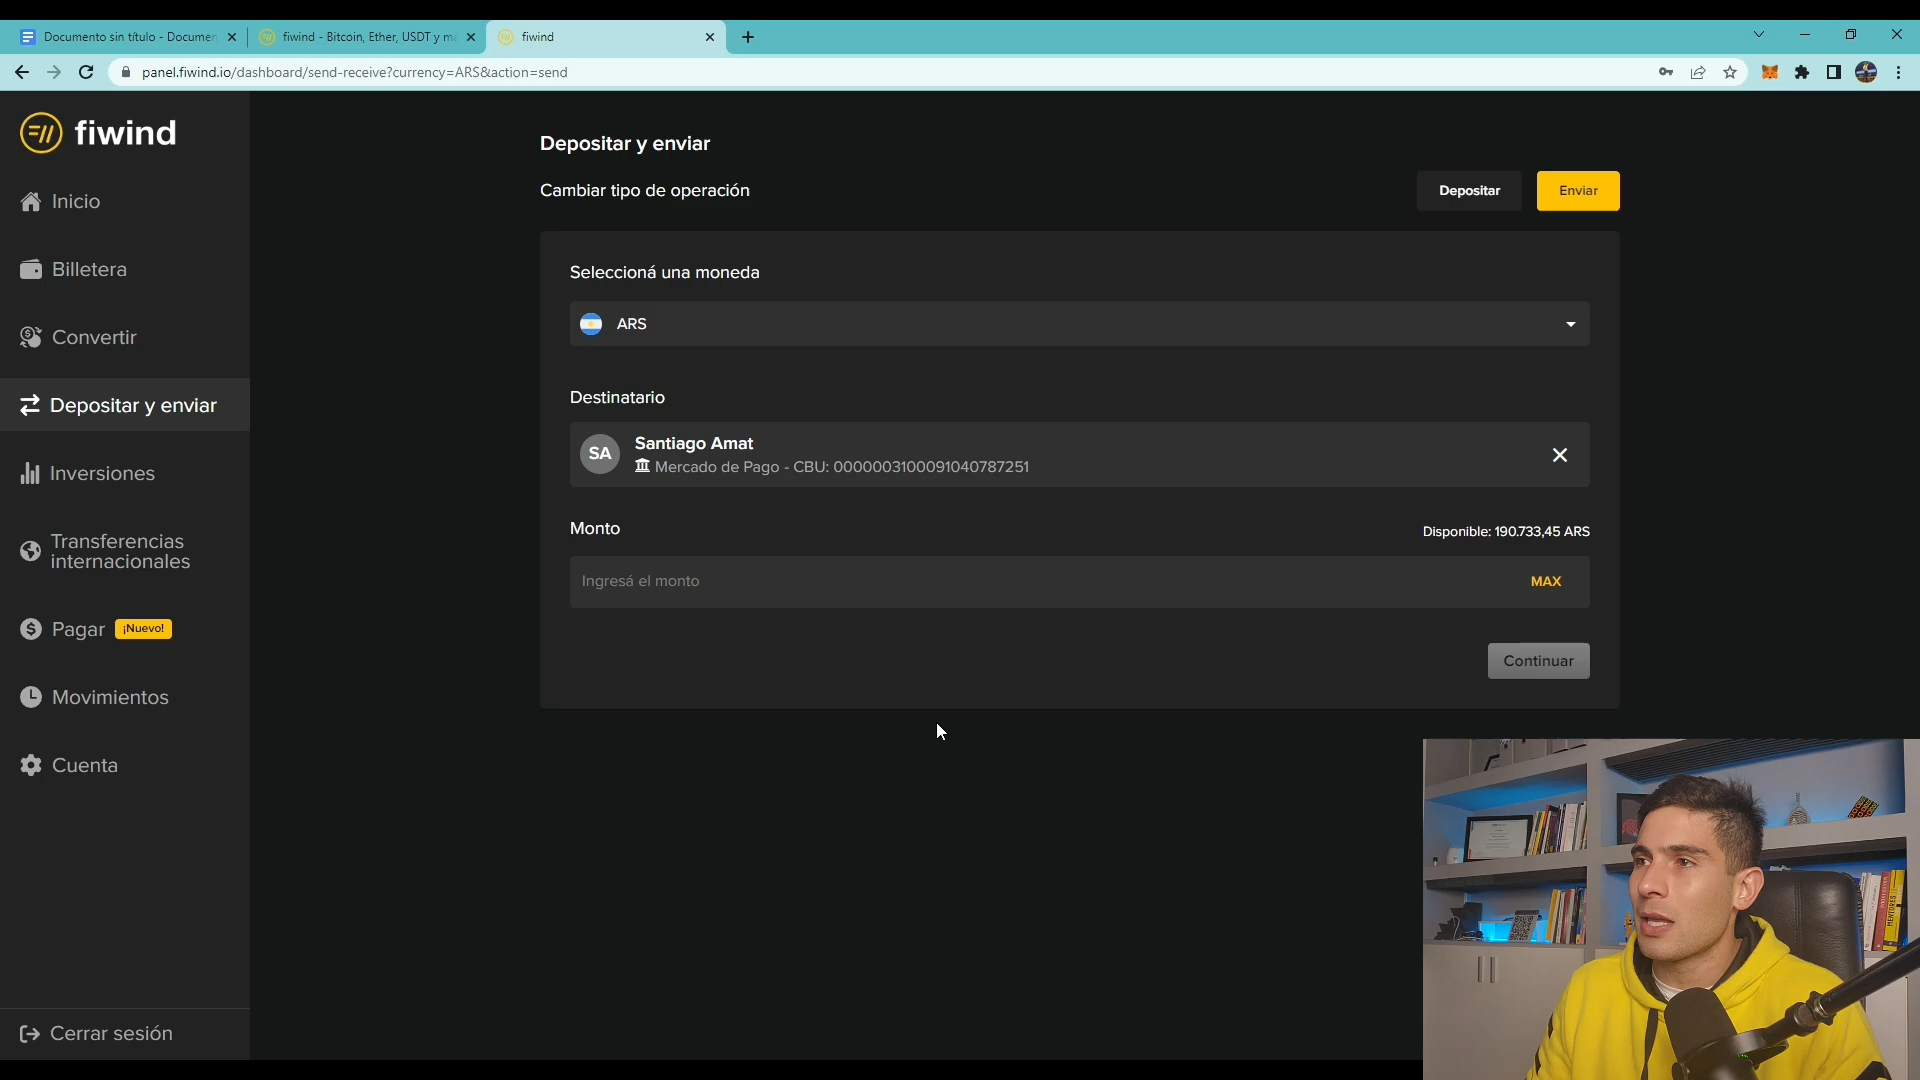 Documento sin título - Documen
fiwind - Bitcoin, Ether, USDT y m
fiwind
panel.fiwind.io/dashboard/send-receive?currency=ARS&action=send
fiwind
Inicio
Billetera
Convertir
Depositar y enviar
Inversiones
Transferencias
internacionales
Pagar ¡Nuevo!
Movimientos
Cuenta
Cerrar sesión
Depositar y enviar
Cambiar tipo de operación
Depositar
Enviar
Seleccioná una moneda
ARS
Destinatario
SA
Santiago Amat
Mercado de Pago - CBU: 0000003100091040787251
Monto
Disponible: 190.733,45 ARS
Ingresá el monto
MAX
Continuar
MENTORES